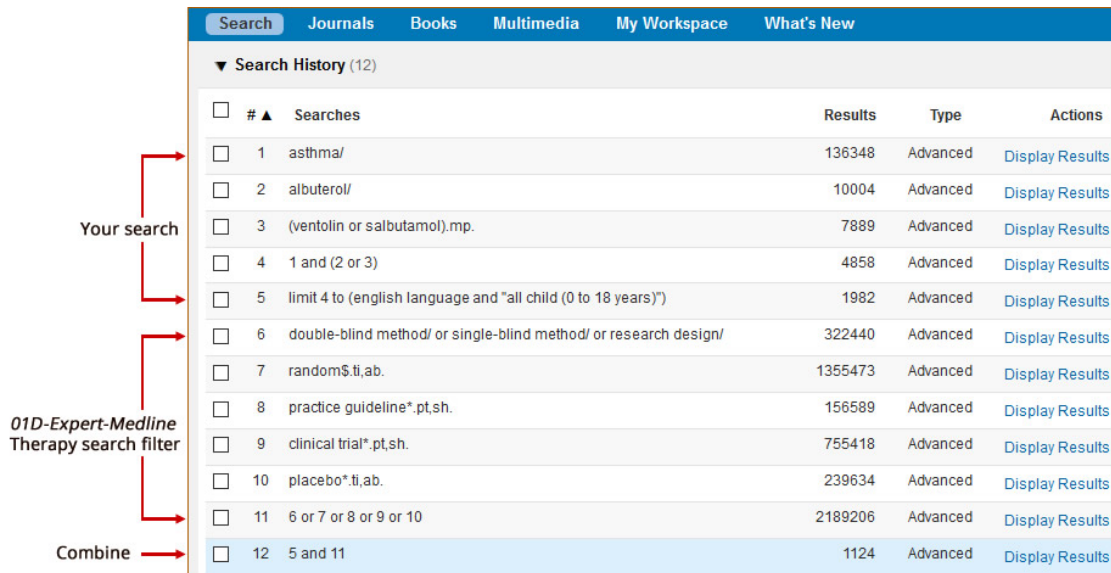 Search Journals Books Multimedia My Workspace What's New
▼ Search History (12)
# ▲ Searches Results Type Actions
1 asthma/ 136348 Advanced Display Results
2 albuterol/ 10004 Advanced Display Results
Your search
3 (ventolin or salbutamol).mp. 7889 Advanced Display Results
4 1 and (2 or 3) 4858 Advanced Display Results
5 limit 4 to (english language and "all child (0 to 18 years)") 1982 Advanced Display Results
6 double-blind method/ or single-blind method/ or research design/ 322440 Advanced Display Results
7 random$.ti,ab. 1355473 Advanced Display Results
8 practice guideline*.pt,sh. 156589 Advanced Display Results
01D-Expert-Medline
Therapy search filter
9 clinical trial*.pt,sh. 755418 Advanced Display Results
10 placebo*.ti,ab. 239634 Advanced Display Results
11 6 or 7 or 8 or 9 or 10 2189206 Advanced Display Results
Combine
12 5 and 11 1124 Advanced Display Results